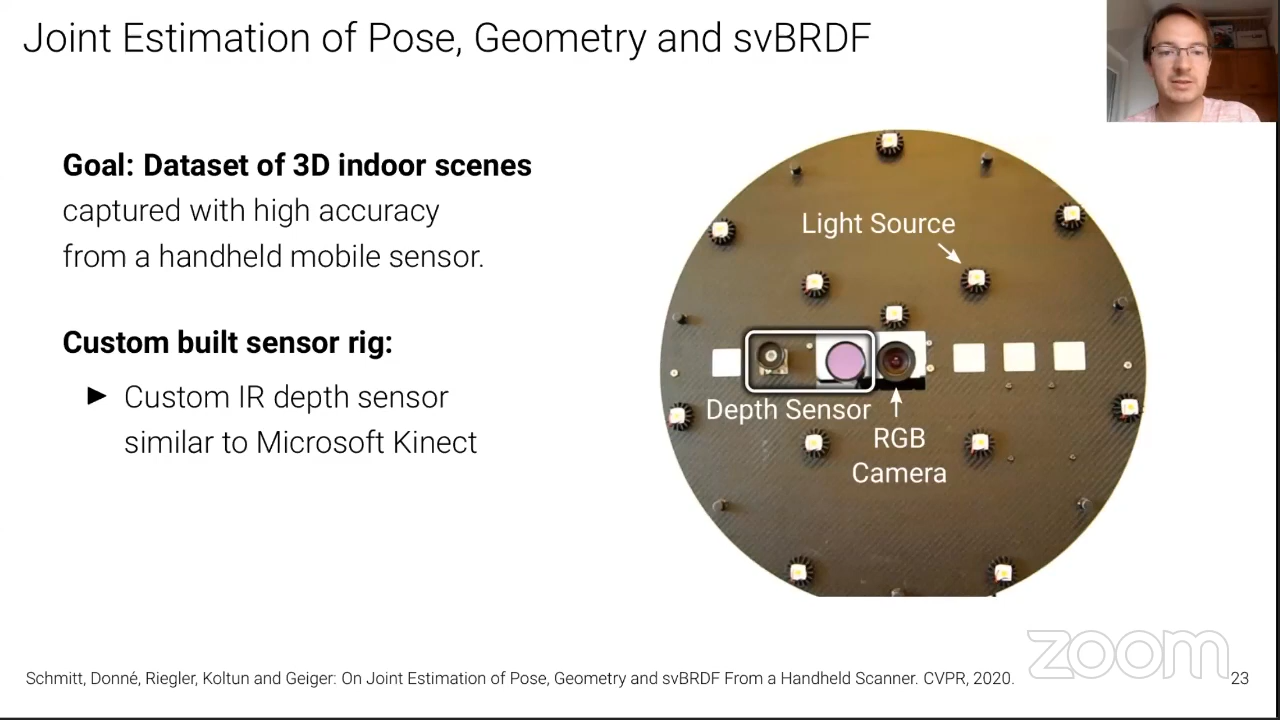 Joint Estimation of Pose, Geometry and svBRDF
Goal: Dataset of 3D indoor scenes
captured with high accuracy
from a handheld mobile sensor.
Custom built sensor rig:
► Custom IR depth sensor
similar to Microsoft Kinect
Light Source
Depth Sensor
RGB
Camera
zoom
Schmitt, Donné, Riegler, Koltun and Geiger: On Joint Estimation of Pose, Geometry and svBRDF From a Handheld Scanner. CVPR, 2020.
23